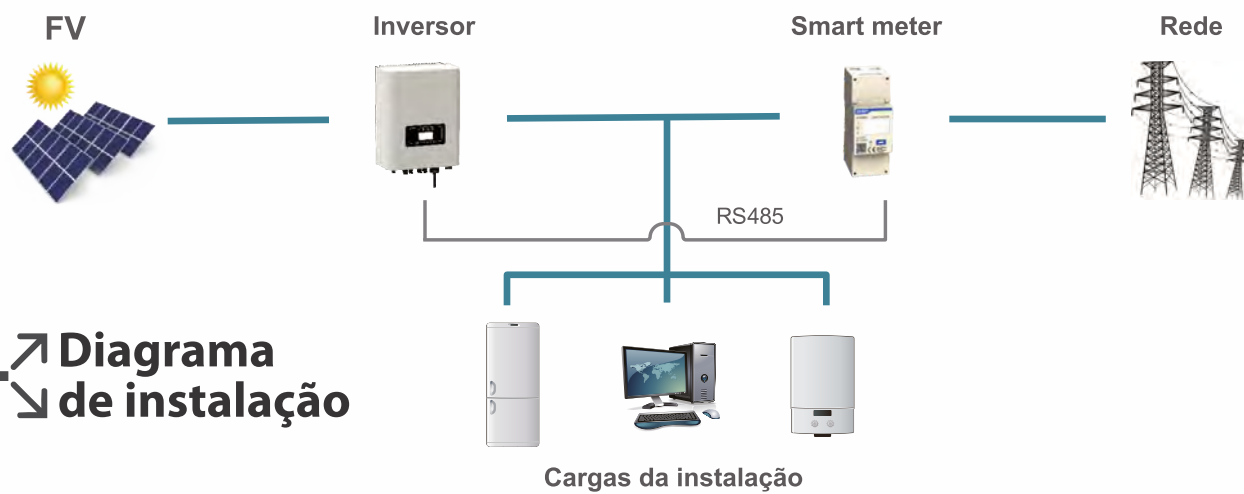 FV
Inversor
Smart meter
Rede
RS485
Diagrama
de instalação
Cargas da instalação